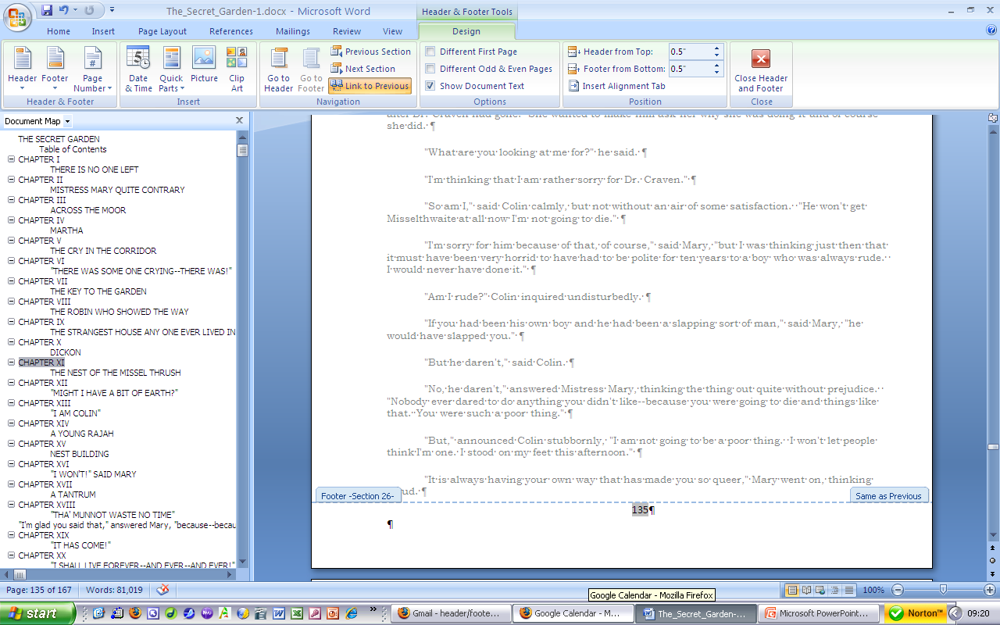 The_Secret_Garden-1.docx - Microsoft Word
Header & Footer Tools
Home Insert Page Layout References Mailings Review View Design
Header Footer Page Number
Header & Footer
Date & Time Quick Parts Picture Clip Art
Insert
Go to Header Go to Footer
Previous Section
Next Section
Link to Previous
Navigation
Different First Page
Different Odd & Even Pages
Show Document Text
Options
Header from Top: 0.5"
Footer from Bottom: 0.5"
Insert Alignment Tab
Position
Close Header and Footer
Close
Document Map
THE SECRET GARDEN
Table of Contents
CHAPTER I
THERE IS NO ONE LEFT
CHAPTER II
MISTRESS MARY QUITE CONTRARY
CHAPTER III
ACROSS THE MOOR
CHAPTER IV
MARTHA
CHAPTER V
THE CRY IN THE CORRIDOR
CHAPTER VI
"THERE WAS SOME ONE CRYING--THERE WAS!"
CHAPTER VII
THE KEY TO THE GARDEN
CHAPTER VIII
THE ROBIN WHO SHOWED THE WAY
CHAPTER IX
THE STRANGEST HOUSE ANY ONE EVER LIVED IN
CHAPTER X
DICKON
CHAPTER XI
THE NEST OF THE MISSEL THRUSH
CHAPTER XII
"MIGHT I HAVE A BIT OF EARTH?"
CHAPTER XIII
"I AM COLIN"
CHAPTER XIV
A YOUNG RAJAH
CHAPTER XV
NEST BUILDING
CHAPTER XVI
"I WON'T!" SAID MARY
CHAPTER XVII
A TANTRUM
CHAPTER XVIII
"THA' MUNNOT WASTE NO TIME"
"I'm glad you said that," answered Mary, "because--becau
CHAPTER XIX
"IT HAS COME!"
CHAPTER XX
"I SHALL LIVE FOREVER--AND EVER--AND EVER!"
after Dr. Craven had gone. She wanted to make him ask her why she was doing it and of course
she did. ¶
"What are you looking at me for?" he said. ¶
"I'm thinking that I am rather sorry for Dr. Craven." ¶
"So am I," said Colin calmly, but not without an air of some satisfaction. "He won't get
Misselthwaite at all now I'm not going to die." ¶
"I'm sorry for him because of that, of course," said Mary, "but I was thinking just then that
it must have been very horrid to have had to be polite for ten years to a boy who was always rude.
I would never have done it." ¶
"Am I rude?" Colin inquired undisturbedly. ¶
"If you had been his own boy and he had been a slapping sort of man," said Mary, "he
would have slapped you." ¶
"But he daren't," said Colin. ¶
"No, he daren't," answered Mistress Mary, thinking the thing out quite without prejudice.
"Nobody ever dared to do anything you didn't like--because you were going to die and things like
that. You were such a poor thing." ¶
"But," announced Colin stubbornly, "I am not going to be a poor thing. I won't let people
think I'm one. I stood on my feet this afternoon." ¶
"It is always having your own way that has made you so queer," Mary went on, thinking
oud. ¶
Footer -Section 26-
Same as Previous
135¶
¶
Page: 135 of 167 Words: 81,019 100%
Google Calendar - Mozilla Firefox
start
Gmail - header/foote...
Google Calendar - M...
The_Secret_Garden-...
Microsoft PowerPoint...
Norton™
09:20